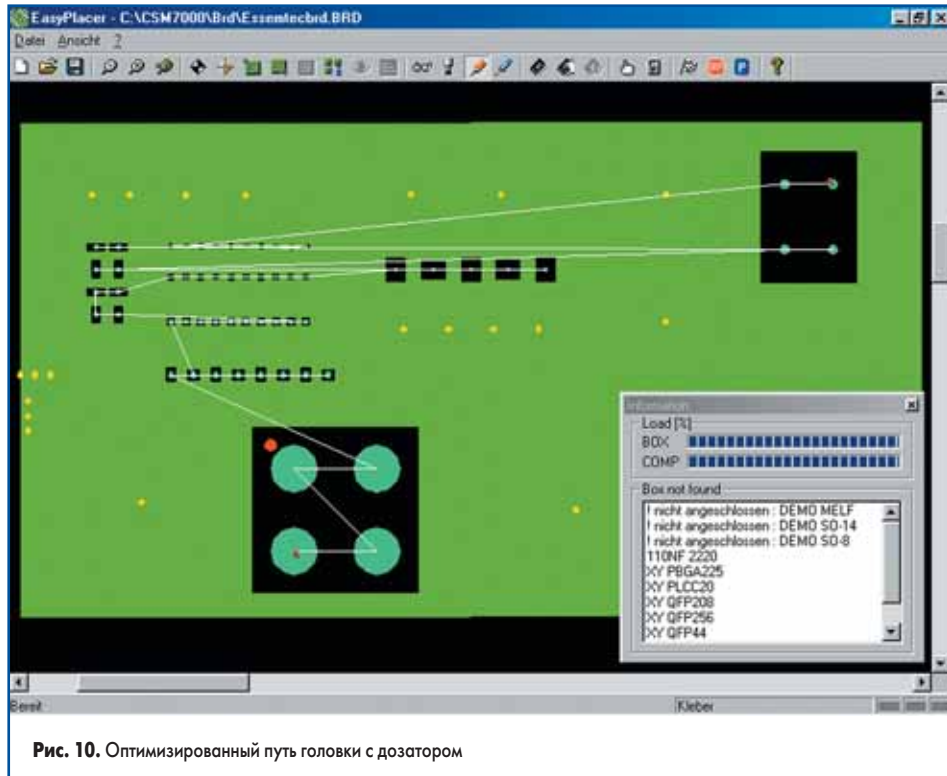 EasyPlacer - C:\CSM7000\Brd\Essemtecbrd.BRD
Datei Ansicht ?
Information
Load [%]
BOX
COMP
Box not found
! nicht angeschlossen : DEMO MELF
! nicht angeschlossen : DEMO SO-14
! nicht angeschlossen : DEMO SO-8
110NF 2220
XY PBGA225
XY PLCC20
XY QFP208
XY QFP256
XY QFP44
Bereit Kleber
Рис. 10. Оптимизированный путь головки с дозатором